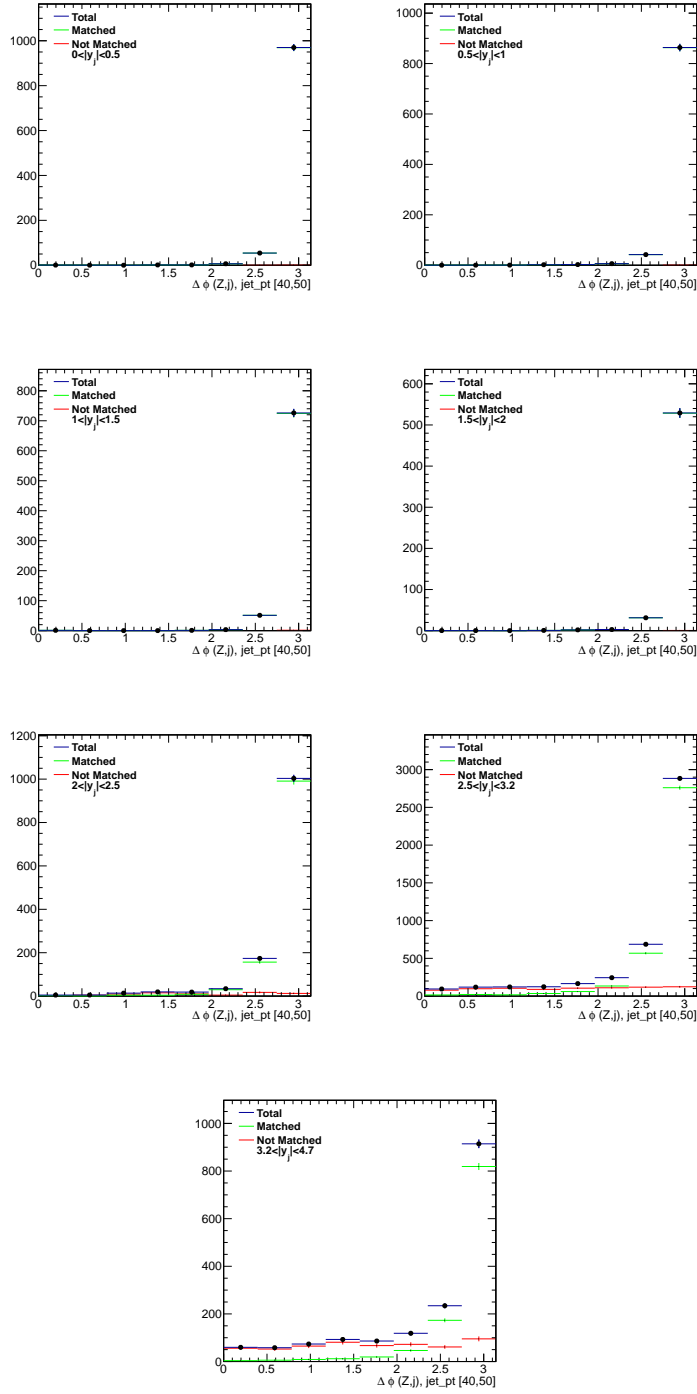 Total
Matched
Not Matched
0<|y_j|<0.5
1000
800
600
400
200
0
0 0.5 1 1.5 2 2.5 3
Δ ϕ (Z,j), jet_pt [40,50]
Total
Matched
Not Matched
0.5<|y_j|<1
1000
800
600
400
200
0
0 0.5 1 1.5 2 2.5 3
Δ ϕ (Z,j), jet_pt [40,50]
Total
Matched
Not Matched
1<|y_j|<1.5
800
700
600
500
400
300
200
100
0
0 0.5 1 1.5 2 2.5 3
Δ ϕ (Z,j), jet_pt [40,50]
Total
Matched
Not Matched
1.5<|y_j|<2
600
500
400
300
200
100
0
0 0.5 1 1.5 2 2.5 3
Δ ϕ (Z,j), jet_pt [40,50]
Total
Matched
Not Matched
2<|y_j|<2.5
1200
1000
800
600
400
200
0
0 0.5 1 1.5 2 2.5 3
Δ ϕ (Z,j), jet_pt [40,50]
Total
Matched
Not Matched
2.5<|y_j|<3.2
3000
2500
2000
1500
1000
500
0
0 0.5 1 1.5 2 2.5 3
Δ ϕ (Z,j), jet_pt [40,50]
Total
Matched
Not Matched
3.2<|y_j|<4.7
1000
800
600
400
200
0
0 0.5 1 1.5 2 2.5 3
Δ ϕ (Z,j), jet_pt [40,50]